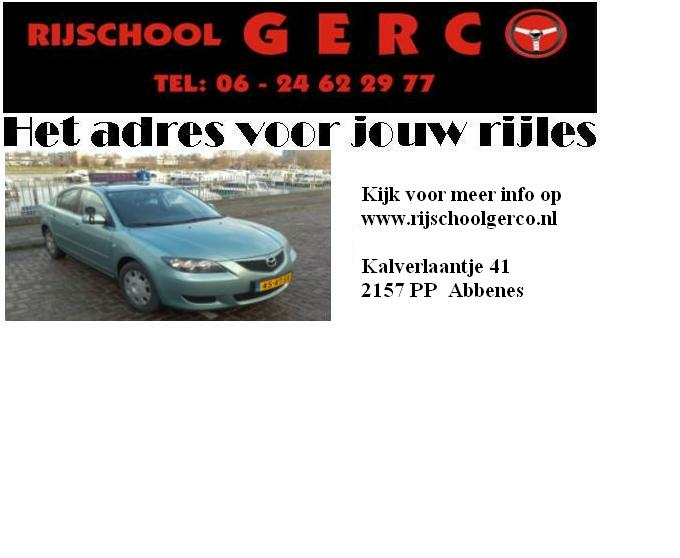 RIJSCHOOL GERCO
TEL: 06 - 24 62 29 77
Het adres voor jouw rijles
Kijk voor meer info op
www.rijschoolgerco.nl
Kalverlaantje 41
2157 PP Abbenes